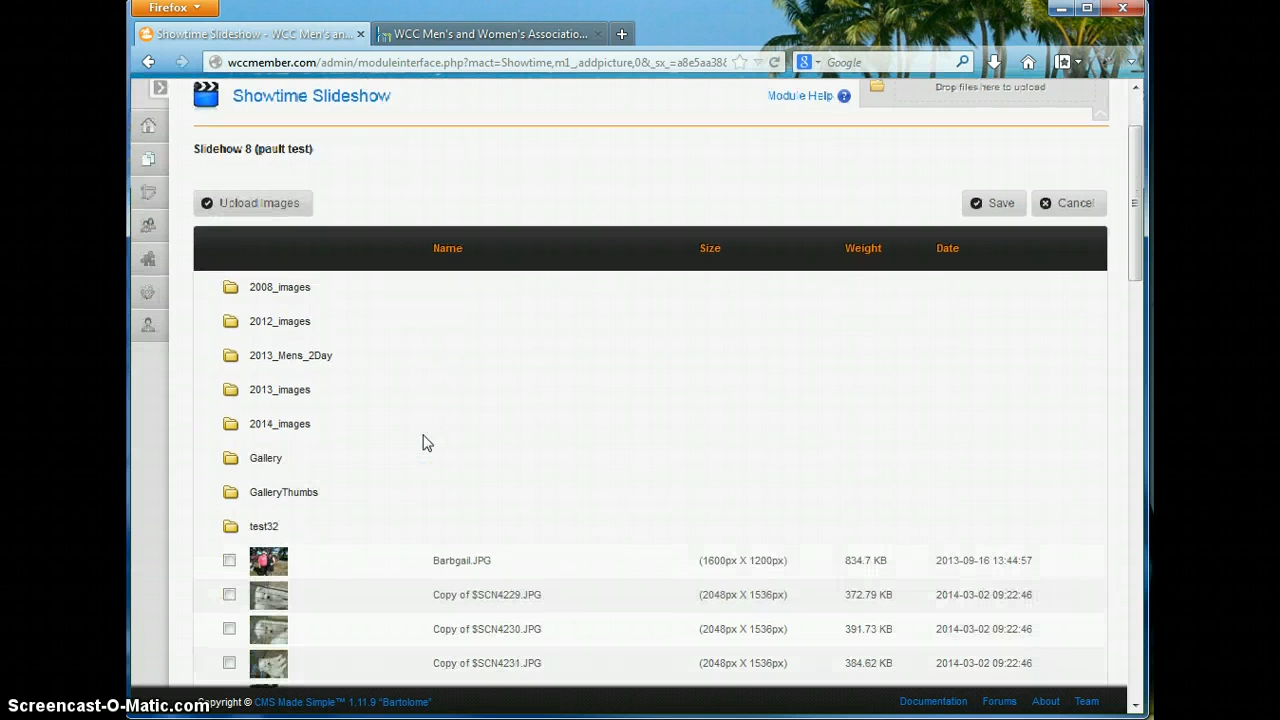 Firefox
Showtime Slideshow - WCC Men's an...
WCC Men's and Women's Associatio...
wccmember.com/admin/moduleinterface.php?mact=Showtime,m1_,addpicture,0&_sx_=a8e5aa38&
Google
Showtime Slideshow
Module Help
Drop files here to upload
Slidehow 8 (pault test)
Upload Images
Save
Cancel
Name Size Weight Date
2008_images
2012_images
2013_Mens_2Day
2013_images
2014_images
Gallery
GalleryThumbs
test32
Barbgail.JPG (1600px X 1200px) 834.7 KB 2013-09-16 13:44:57
Copy of $SCN4229.JPG (2048px X 1536px) 372.79 KB 2014-03-02 09:22:46
Copy of $SCN4230.JPG (2048px X 1536px) 391.73 KB 2014-03-02 09:22:46
Copy of $SCN4231.JPG (2048px X 1536px) 384.62 KB 2014-03-02 09:22:46
Copyright © CMS Made Simple™ 1.11.9 "Bartolome"
Documentation Forums About Team
Screencast-O-Matic.com